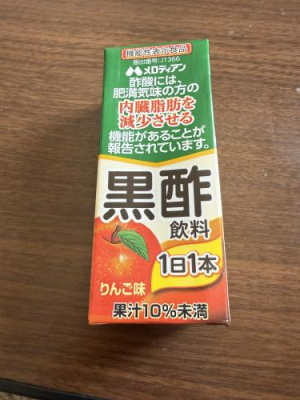 機能性表示食品
届出番号:J1366
メロディアン
酢酸には、
肥満気味の方の
内臓脂肪を
減少させる
機能があることが
報告されています。
黒酢
飲料
1日1本
りんご味
果汁10%未満